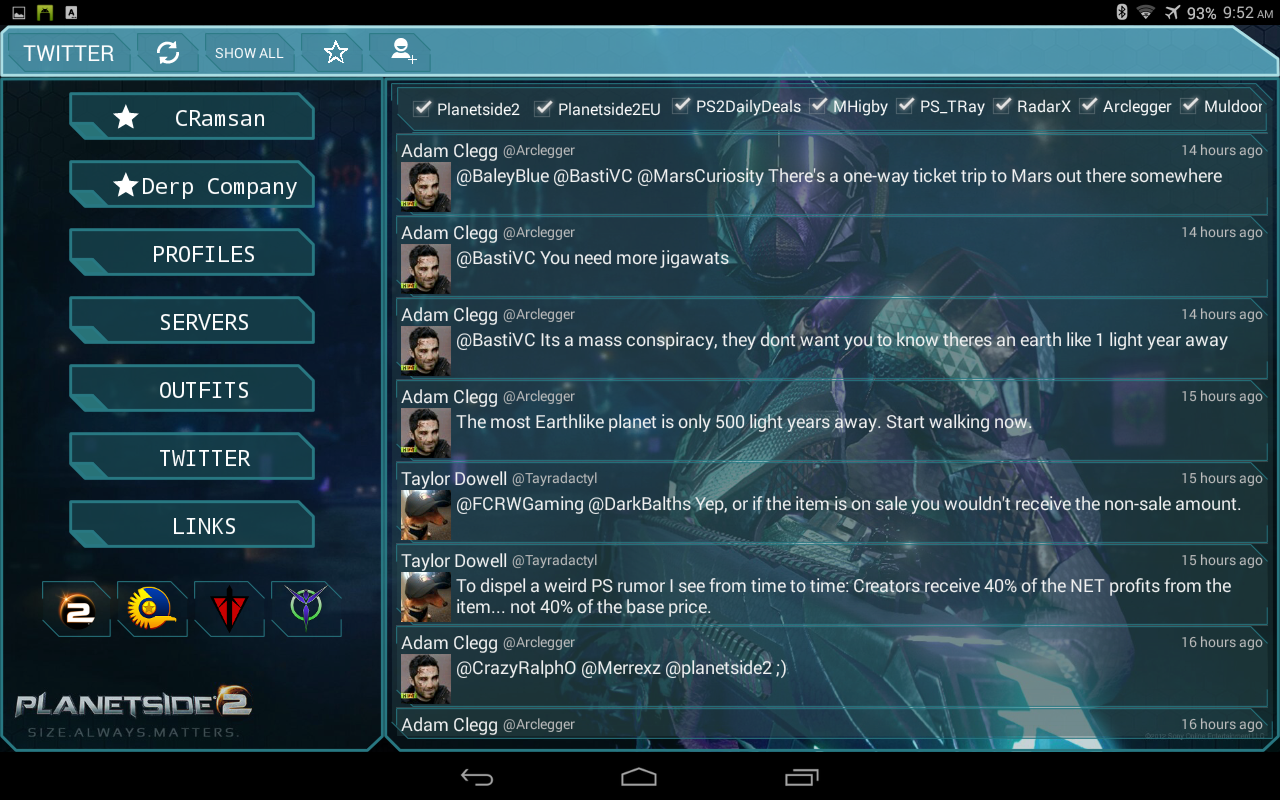 93% 9:52 AM
TWITTER SHOW ALL
CRamsan
Derp Company
PROFILES
SERVERS
OUTFITS
TWITTER
LINKS
PLANETSIDE 2
SIZE.ALWAYS.MATTERS.
Planetside2 Planetside2EU PS2DailyDeals MHigby PS_TRay RadarX Arclegger Muldoor
Adam Clegg @Arclegger 14 hours ago
@BaleyBlue @BastiVC @MarsCuriosity There's a one-way ticket trip to Mars out there somewhere
Adam Clegg @Arclegger 14 hours ago
@BastiVC You need more jigawats
Adam Clegg @Arclegger 14 hours ago
@BastiVC Its a mass conspiracy, they dont want you to know theres an earth like 1 light year away
Adam Clegg @Arclegger 15 hours ago
The most Earthlike planet is only 500 light years away. Start walking now.
Taylor Dowell @Tayradactyl 15 hours ago
@FCRWGaming @DarkBalths Yep, or if the item is on sale you wouldn't receive the non-sale amount.
Taylor Dowell @Tayradactyl 15 hours ago
To dispel a weird PS rumor I see from time to time: Creators receive 40% of the NET profits from the
item... not 40% of the base price.
Adam Clegg @Arclegger 16 hours ago
@CrazyRalphO @Merrexz @planetside2 ;)
Adam Clegg @Arclegger 16 hours ago